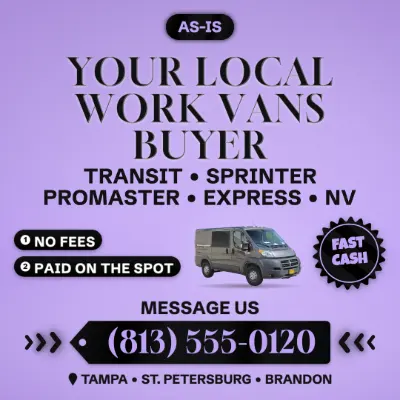 AS-IS
YOUR LOCAL
WORK VANS
BUYER
TRANSIT • SPRINTER
PROMASTER • EXPRESS • NV
1 NO FEES
2 PAID ON THE SPOT
FAST
CASH
MESSAGE US
(813) 555-0120
TAMPA • ST. PETERSBURG • BRANDON